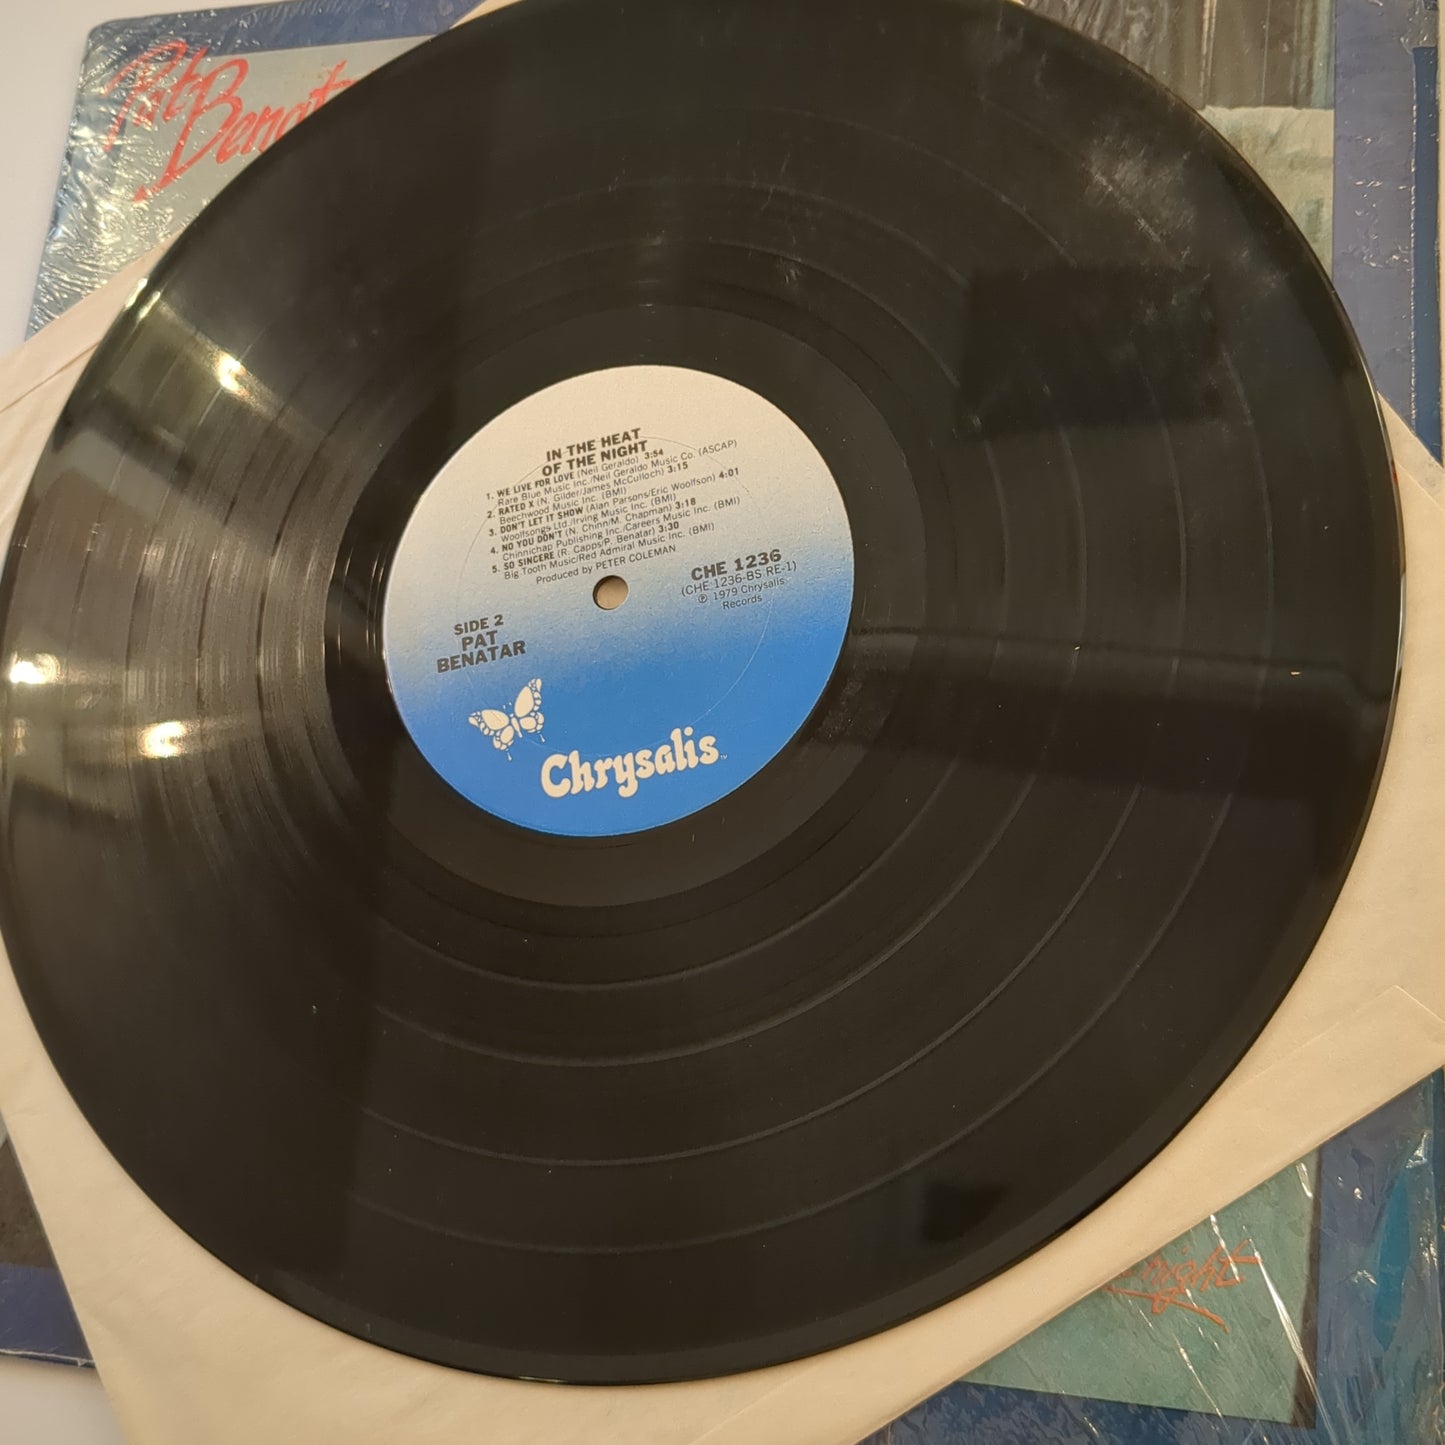 Pat Benatar
IN THE HEAT
OF THE NIGHT
1. WE LIVE FOR LOVE (Neil Geraldo) 3:54
Rare Blue Music Inc./Neil Geraldo Music Co. (ASCAP)
2. RATED X (N. Gilder/James McCulloch) 3:15
Beechwood Music Inc. (BMI)
3. DON'T LET IT SHOW (Alan Parsons/Eric Woolfson) 4:01
Woolfsongs Ltd./Irving Music Inc. (BMI)
4. NO YOU DON'T (N. Chinn/M. Chapman) 3:18
Chinnichap Publishing Inc./Careers Music Inc. (BMI)
5. SO SINCERE (R. Capps/P. Benatar) 3:30
Big Tooth Music/Red Admiral Music Inc. (BMI)
Produced by PETER COLEMAN
CHE 1236
(CHE 1236-BS RE-1)
℗ 1979 Chrysalis
Records
SIDE 2
PAT
BENATAR
Chrysalis™
night